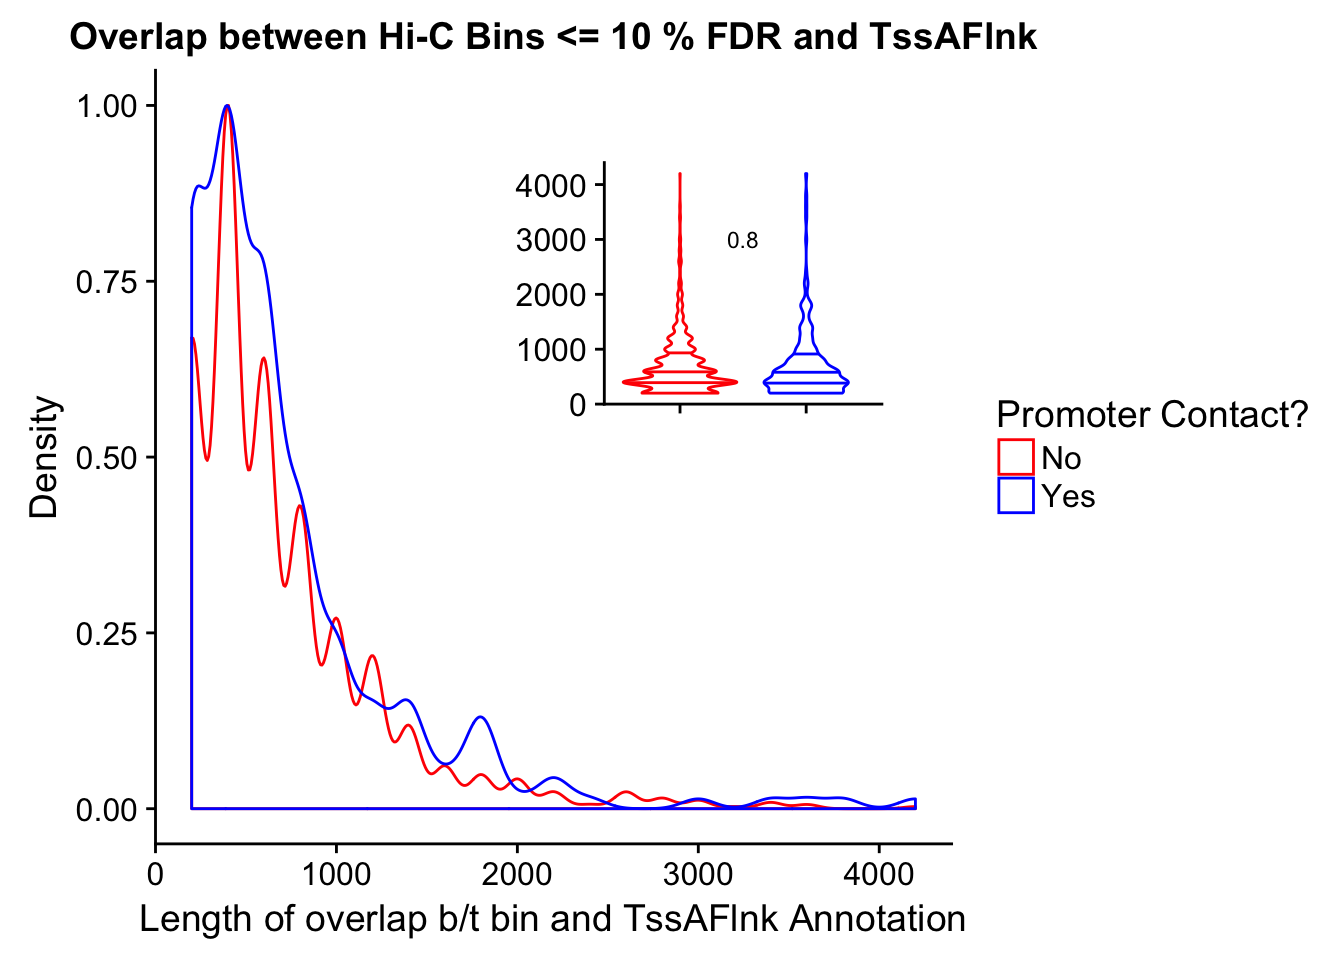 Overlap between Hi-C Bins <= 10 % FDR and TssAFlnk
1.00
0.75
0.50
0.25
0.00
Density
0
1000
2000
3000
4000
Length of overlap b/t bin and TssAFlnk Annotation
4000
3000
2000
1000
0
0.8
Promoter Contact?
No
Yes